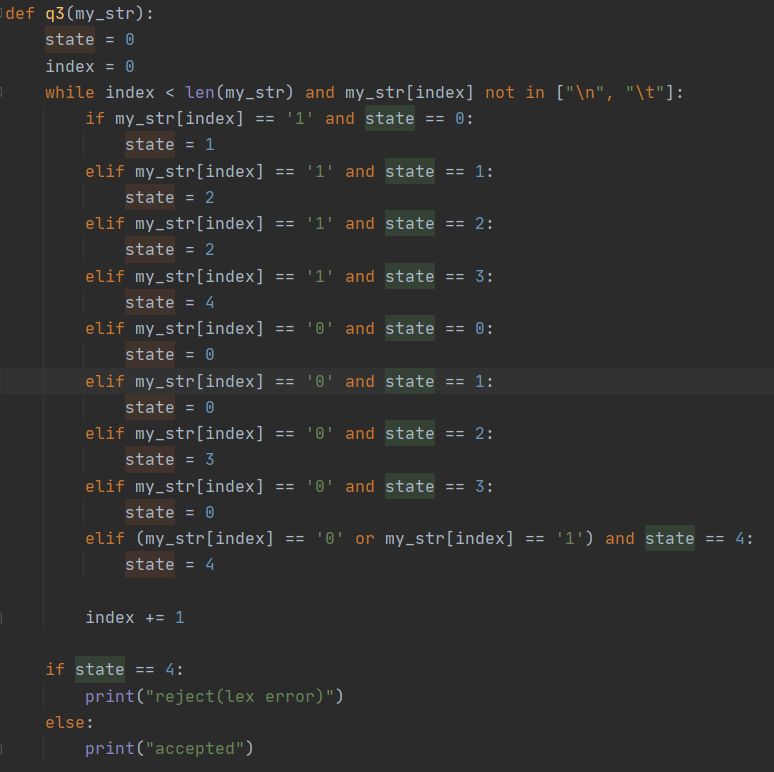 def q3(my_str):
    state = 0
    index = 0
    while index < len(my_str) and my_str[index] not in ["\n", "\t"]:
        if my_str[index] == '1' and state == 0:
            state = 1
        elif my_str[index] == '1' and state == 1:
            state = 2
        elif my_str[index] == '1' and state == 2:
            state = 2
        elif my_str[index] == '1' and state == 3:
            state = 4
        elif my_str[index] == '0' and state == 0:
            state = 0
        elif my_str[index] == '0' and state == 1:
            state = 0
        elif my_str[index] == '0' and state == 2:
            state = 3
        elif my_str[index] == '0' and state == 3:
            state = 0
        elif (my_str[index] == '0' or my_str[index] == '1') and state == 4:
            state = 4

        index += 1

    if state == 4:
        print("reject(lex error)")
    else:
        print("accepted")